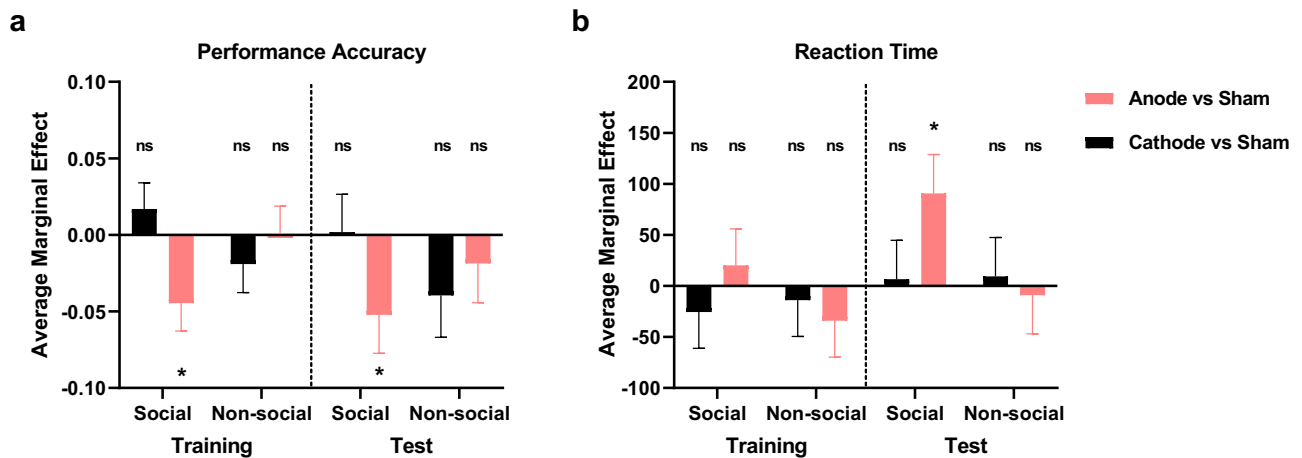 a
Performance Accuracy
Average Marginal Effect
0.10
0.05
0.00
-0.05
-0.10
ns
ns ns
ns
ns ns
*
*
Social Non-social Social Non-social
Training Test
b
Reaction Time
Average Marginal Effect
200
150
100
50
0
-50
-100
*
ns ns ns ns ns ns ns
Social Non-social Social Non-social
Training Test
Anode vs Sham
Cathode vs Sham